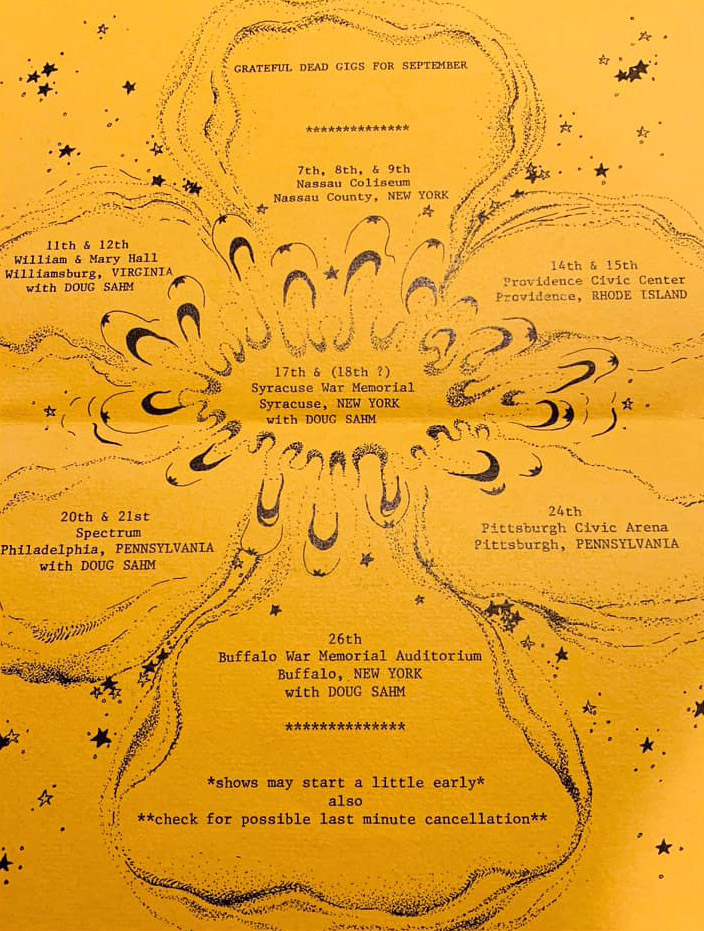 GRATEFUL DEAD GIGS FOR SEPTEMBER
**************
7th, 8th, & 9th
Nassau Coliseum
Nassau County, NEW YORK
11th & 12th
William & Mary Hall
Williamsburg, VIRGINIA
with DOUG SAHM
14th & 15th
Providence Civic Center
Providence, RHODE ISLAND
17th & (18th ?)
Syracuse War Memorial
Syracuse, NEW YORK
with DOUG SAHM
20th & 21st
Spectrum
Philadelphia, PENNSYLVANIA
with DOUG SAHM
24th
Pittsburgh Civic Arena
Pittsburgh, PENNSYLVANIA
26th
Buffalo War Memorial Auditorium
Buffalo, NEW YORK
with DOUG SAHM
**************
*shows may start a little early*
also
**check for possible last minute cancellation**